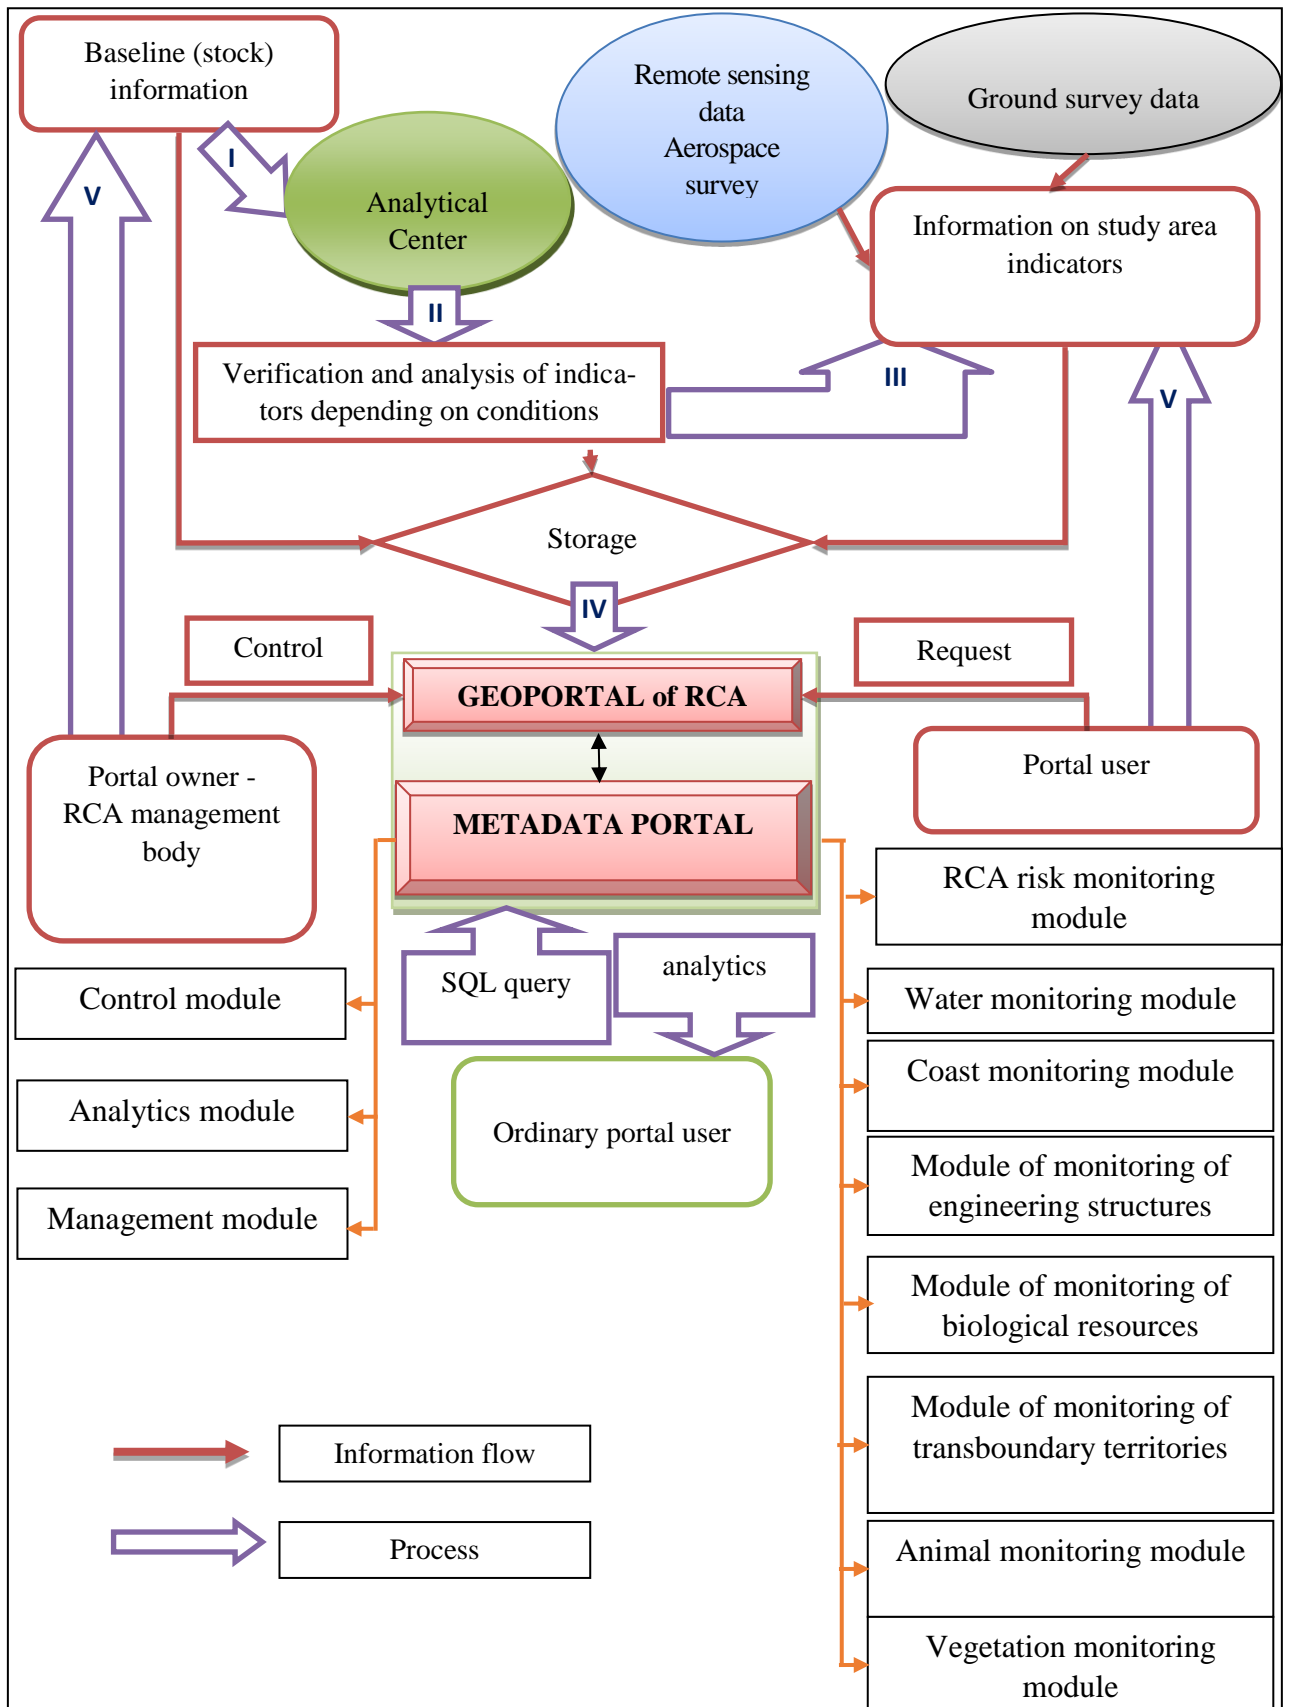 Baseline (stock)
information
Remote sensing
data
Aerospace
survey
Ground survey data
I
V
Analytical
Center
Information on study area
indicators
II
Verification and analysis of indica-
tors depending on conditions
III
V
Storage
IV
Control
Request
GEOPORTAL of RCA
Portal owner -
RCA management
body
Portal user
METADATA PORTAL
RCA risk monitoring
module
SQL query
analytics
Control module
Water monitoring module
Analytics module
Coast monitoring module
Ordinary portal user
Management module
Module of monitoring of
engineering structures
Module of monitoring of
biological resources
Module of monitoring of
transboundary territories
Information flow
Process
Animal monitoring module
Vegetation monitoring
module